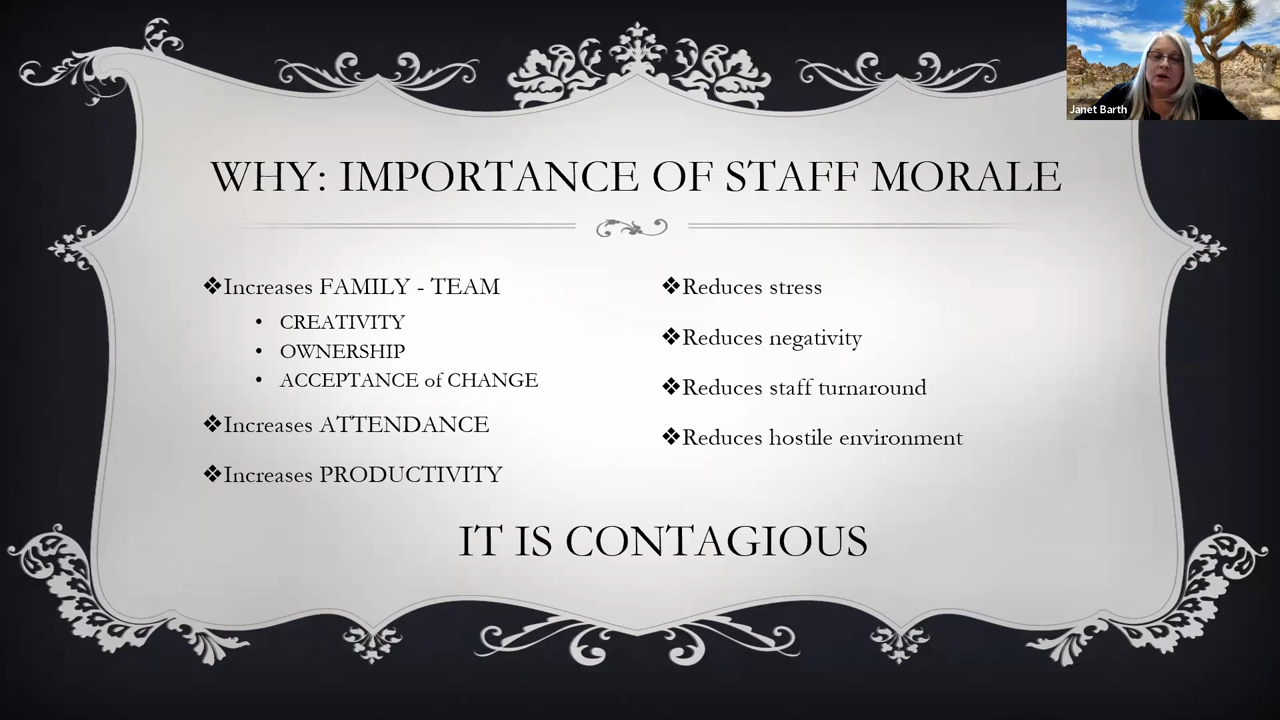 Janet Barth
WHY: IMPORTANCE OF STAFF MORALE
❖Increases FAMILY - TEAM
• CREATIVITY
• OWNERSHIP
• ACCEPTANCE of CHANGE
❖Increases ATTENDANCE
❖Increases PRODUCTIVITY
❖Reduces stress
❖Reduces negativity
❖Reduces staff turnaround
❖Reduces hostile environment
IT IS CONTAGIOUS